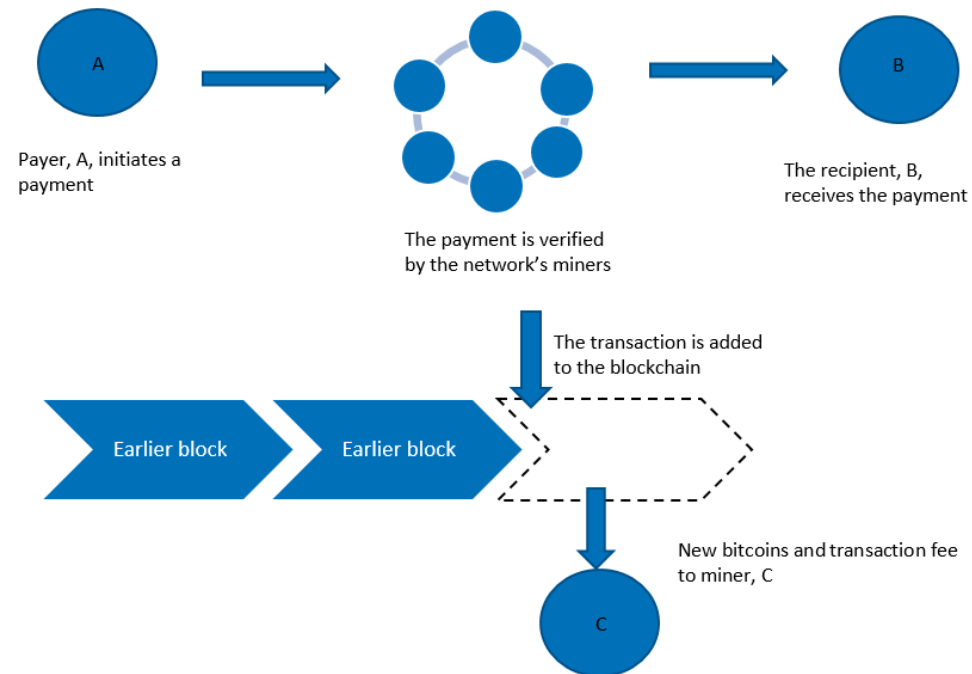 A
B
Payer, A, initiates a
payment
The recipient, B,
receives the payment
The payment is verified
by the network's miners
The transaction is added
to the blockchain
Earlier block
Earlier block
New bitcoins and transaction fee
to miner, C
C